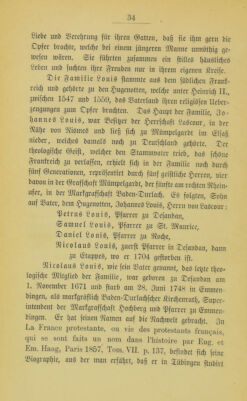 34
Liebe und Verehrung für ihren Gatten, daß sie ihm gern die
Opfer brachte, welche bei einem jüngeren Manne unnöthig ge-
wesen wären. Sie führten zusammen ein stilles häusliches
Leben und suchten ihre Freuden nur in ihrem eigenen Kreise.
Die Familie Louis stammte aus dem südlichen Frank-
reich und gehörte zu den Hugenotten, welche unter Heinrich II.,
zwischen 1547 und 1559, das Vaterland ihren religiösen Ueber-
zeugungen zum Opfer brachten. Das Haupt der Familie, Jo-
hannes Louis, war Besitzer der Herrschaft Labcour, in der
Nähe von Nismes und ließ sich zu Mümpelgardt im Elsaß
nieder, welches damals noch zu Deutschland gehörte. Der
theologische Geist, welcher den Stammvater trieb, das schöne
Frankreich zu verlassen, erhielt sich in der Familie noch durch
fünf Generationen, repräsentirt durch fünf geistliche Herren, vier
davon in der Grafschaft Mümpelgardt, der fünfte am rechten Rhein-
ufer, in der Markgrafschaft Baden-Durlach. Es folgten, Sohn
auf Vater, dem Hugenotten, Johannes Louis, Herrn von Labcour:
Petrus Louis, Pfarrer zu Desandan,
Samuel Louis, Pfarrer zu St. Maurice,
Daniel Louis, Pfarrer zu Roche,
Nicolaus Louis, zuerst Pfarrer in Desandan, dann
zu Etappes, wo er 1704 gestorben ist.
Nicolaus Louis, wie sein Vater genannt, das letzte theo-
logische Mitglied der Familie, war geboren zu Desandan am
1. November 1671 und starb am 28. Juni 1748 in Emmen-
dingen, als markgräflich Baden-Durlachscher Kirchenrath, Super-
intendent der Markgrafschaft Hochberg und Pfarrer zu Emmen-
dingen. Er hat seinen Namen auf die Nachwelt gebracht. In
La France protestante, ou vie des protestants français,
qui se sont faits un nom dans l'histoire par Eug. et
Em. Haag, Paris 1857, Tom. VII. p. 137, befindet sich seine
Biographie, aus der man erfährt, daß er in Tübingen studirt